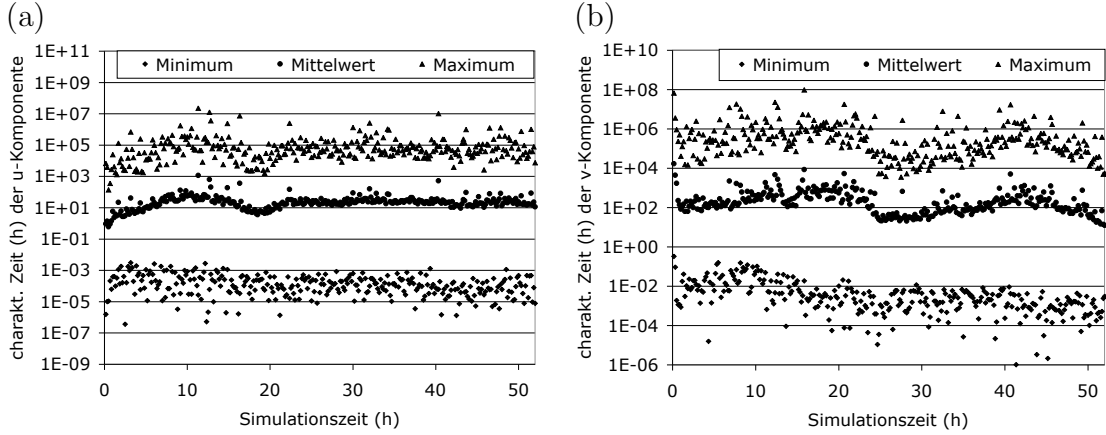 (a)
charakt. Zeit (h) der u-Komponente
1E+11
1E+09
1E+07
1E+05
1E+03
1E+01
1E−01
1E−03
1E−05
1E−07
1E−09
Minimum Mittelwert Maximum
0 10 20 30 40 50
Simulationszeit (h)
(b)
charakt. Zeit (h) der v-Komponente
1E+10
1E+08
1E+06
1E+04
1E+02
1E+00
1E−02
1E−04
1E−06
Minimum Mittelwert Maximum
0 10 20 30 40 50
Simulationszeit (h)